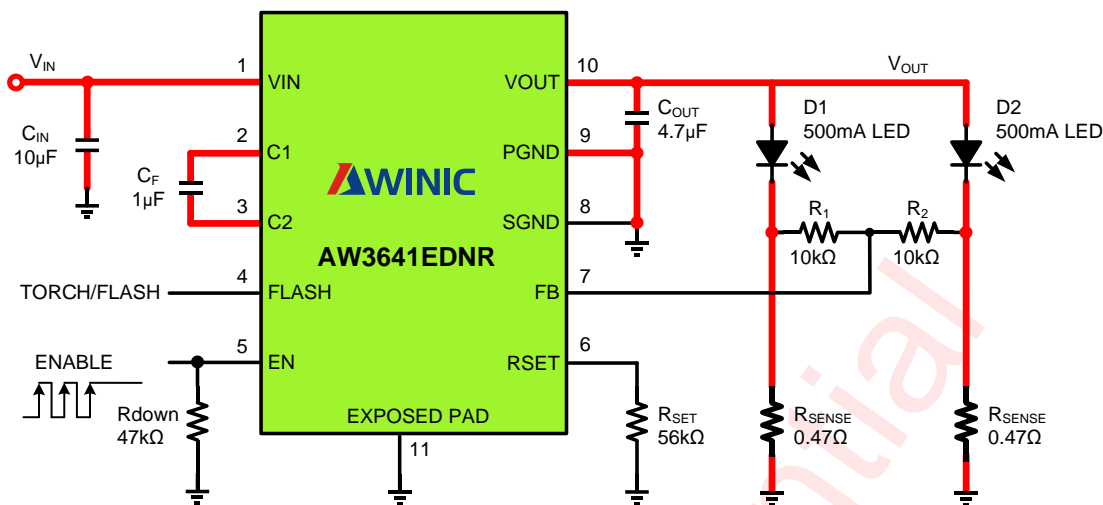 VIN
CIN
10µF
1
VIN
2
C1
CF
1µF
3
C2
TORCH/FLASH
4
FLASH
ENABLE
5
EN
Rdown
47kΩ
AWINIC
AW3641EDNR
EXPOSED PAD
11
VOUT
10
COUT
4.7µF
PGND
9
SGND
8
FB
7
RSET
6
RSET
56kΩ
VOUT
D1
500mA LED
D2
500mA LED
R1
10kΩ
R2
10kΩ
RSENSE
0.47Ω
RSENSE
0.47Ω
ntial